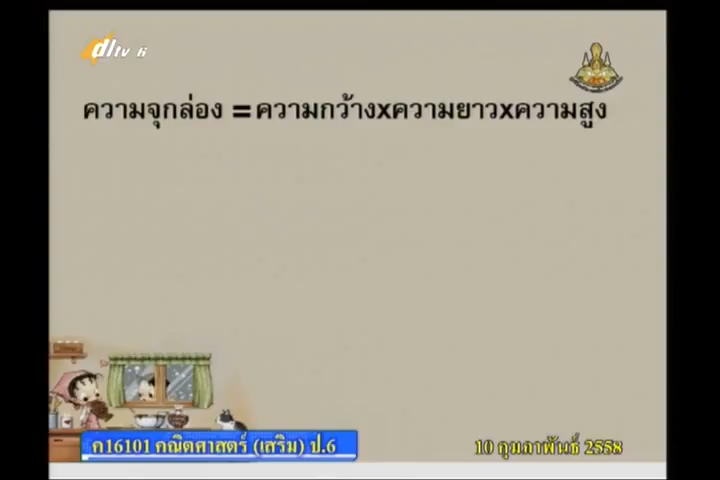 dltv 6
ความจุกล่อง = ความกว้างxความยาวxความสูง
ค16101 คณิตศาสตร์ (เสริม) ป.6
10 กุมภาพันธ์ 2558